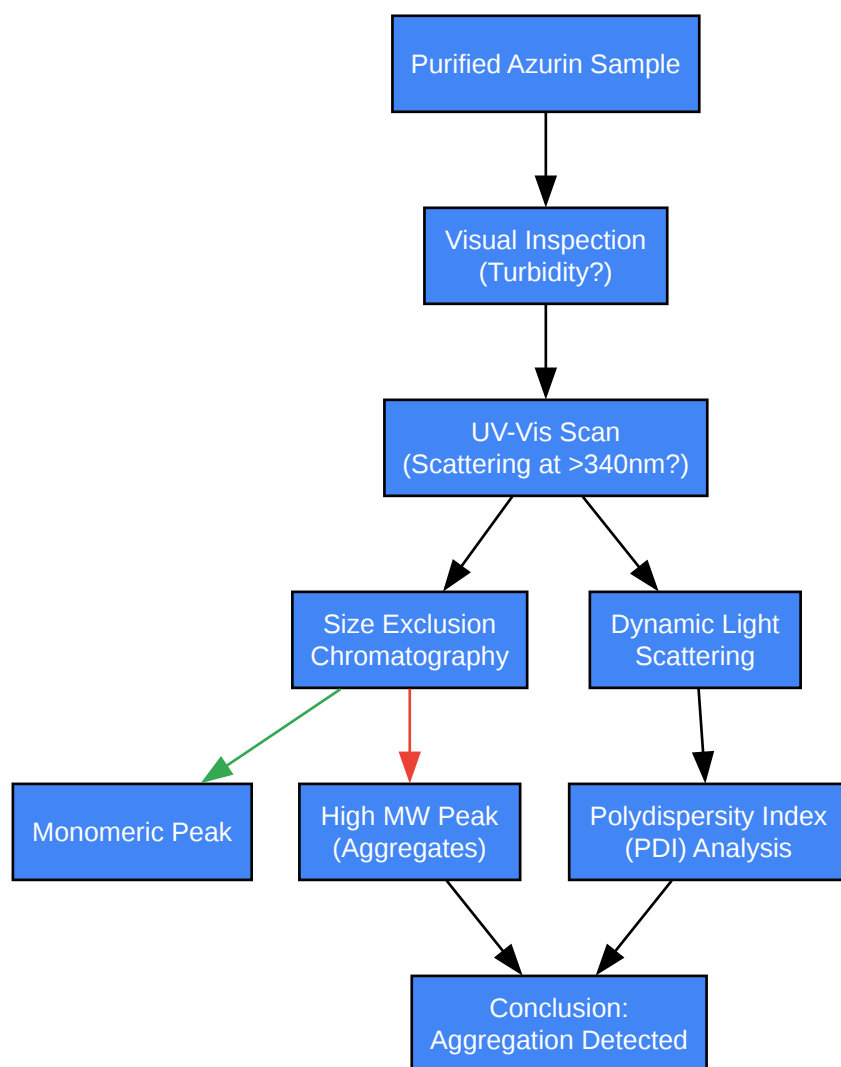 Purified Azurin Sample
Visual Inspection
(Turbidity?)
UV-Vis Scan
(Scattering at >340nm?)
Size Exclusion
Chromatography
Dynamic Light
Scattering
Monomeric Peak
High MW Peak
(Aggregates)
Polydispersity Index
(PDI) Analysis
Conclusion:
Aggregation Detected